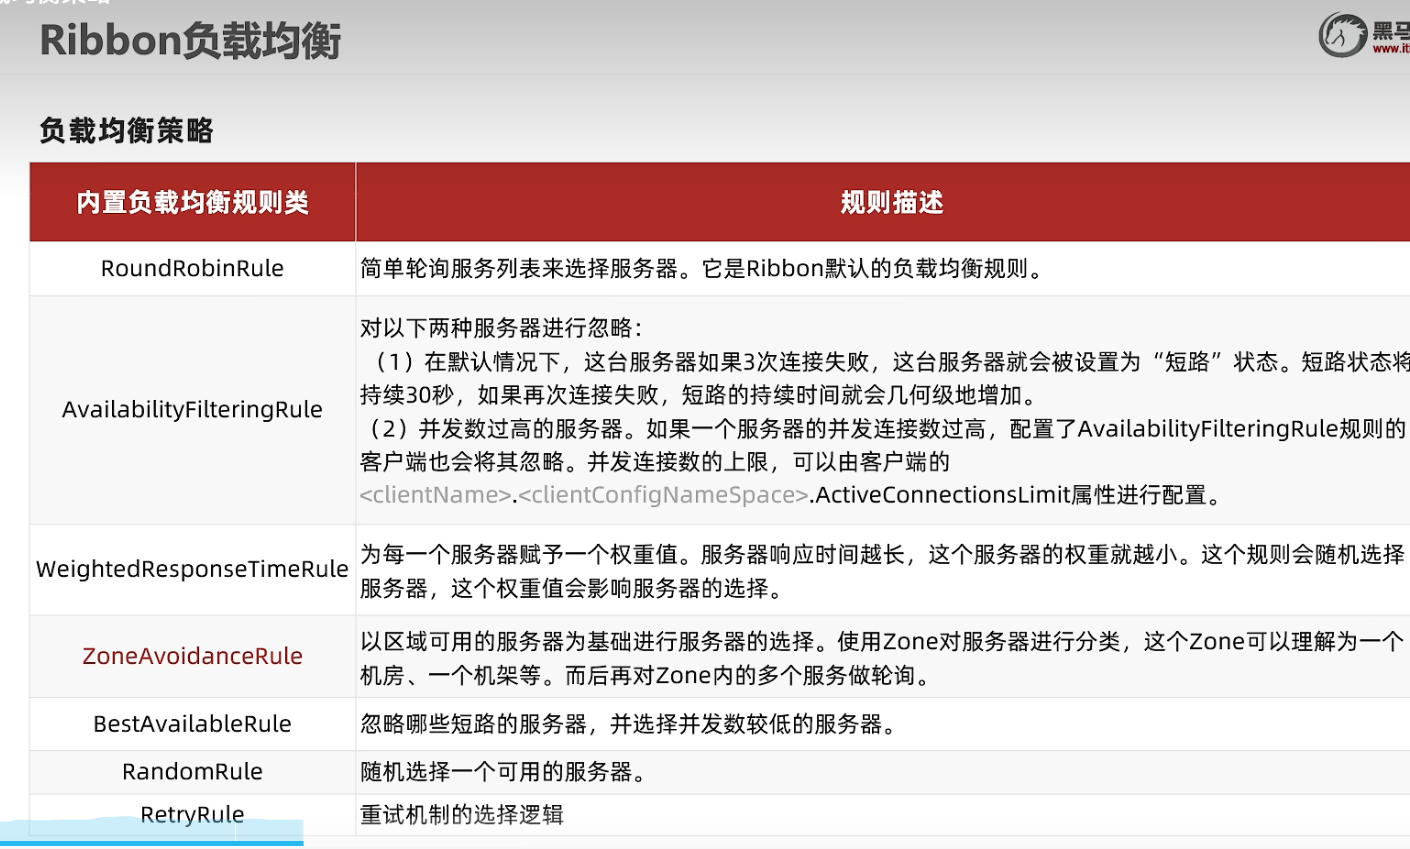 Ribbon负载均衡
黑马
www.it
负载均衡策略
内置负载均衡规则类
规则描述
RoundRobinRule
简单轮询服务列表来选择服务器。它是Ribbon默认的负载均衡规则。
AvailabilityFilteringRule
对以下两种服务器进行忽略：
（1）在默认情况下，这台服务器如果3次连接失败，这台服务器就会被设置为“短路”状态。短路状态将
持续30秒，如果再次连接失败，短路的持续时间就会几何级地增加。
（2）并发数过高的服务器。如果一个服务器的并发连接数过高，配置了AvailabilityFilteringRule规则的
客户端也会将其忽略。并发连接数的上限，可以由客户端的
<clientName>.<clientConfigNameSpace>.ActiveConnectionsLimit属性进行配置。
WeightedResponseTimeRule
为每一个服务器赋予一个权重值。服务器响应时间越长，这个服务器的权重就越小。这个规则会随机选择
服务器，这个权重值会影响服务器的选择。
ZoneAvoidanceRule
以区域可用的服务器为基础进行服务器的选择。使用Zone对服务器进行分类，这个Zone可以理解为一个
机房、一个机架等。而后再对Zone内的多个服务做轮询。
BestAvailableRule
忽略哪些短路的服务器，并选择并发数较低的服务器。
RandomRule
随机选择一个可用的服务器。
RetryRule
重试机制的选择逻辑